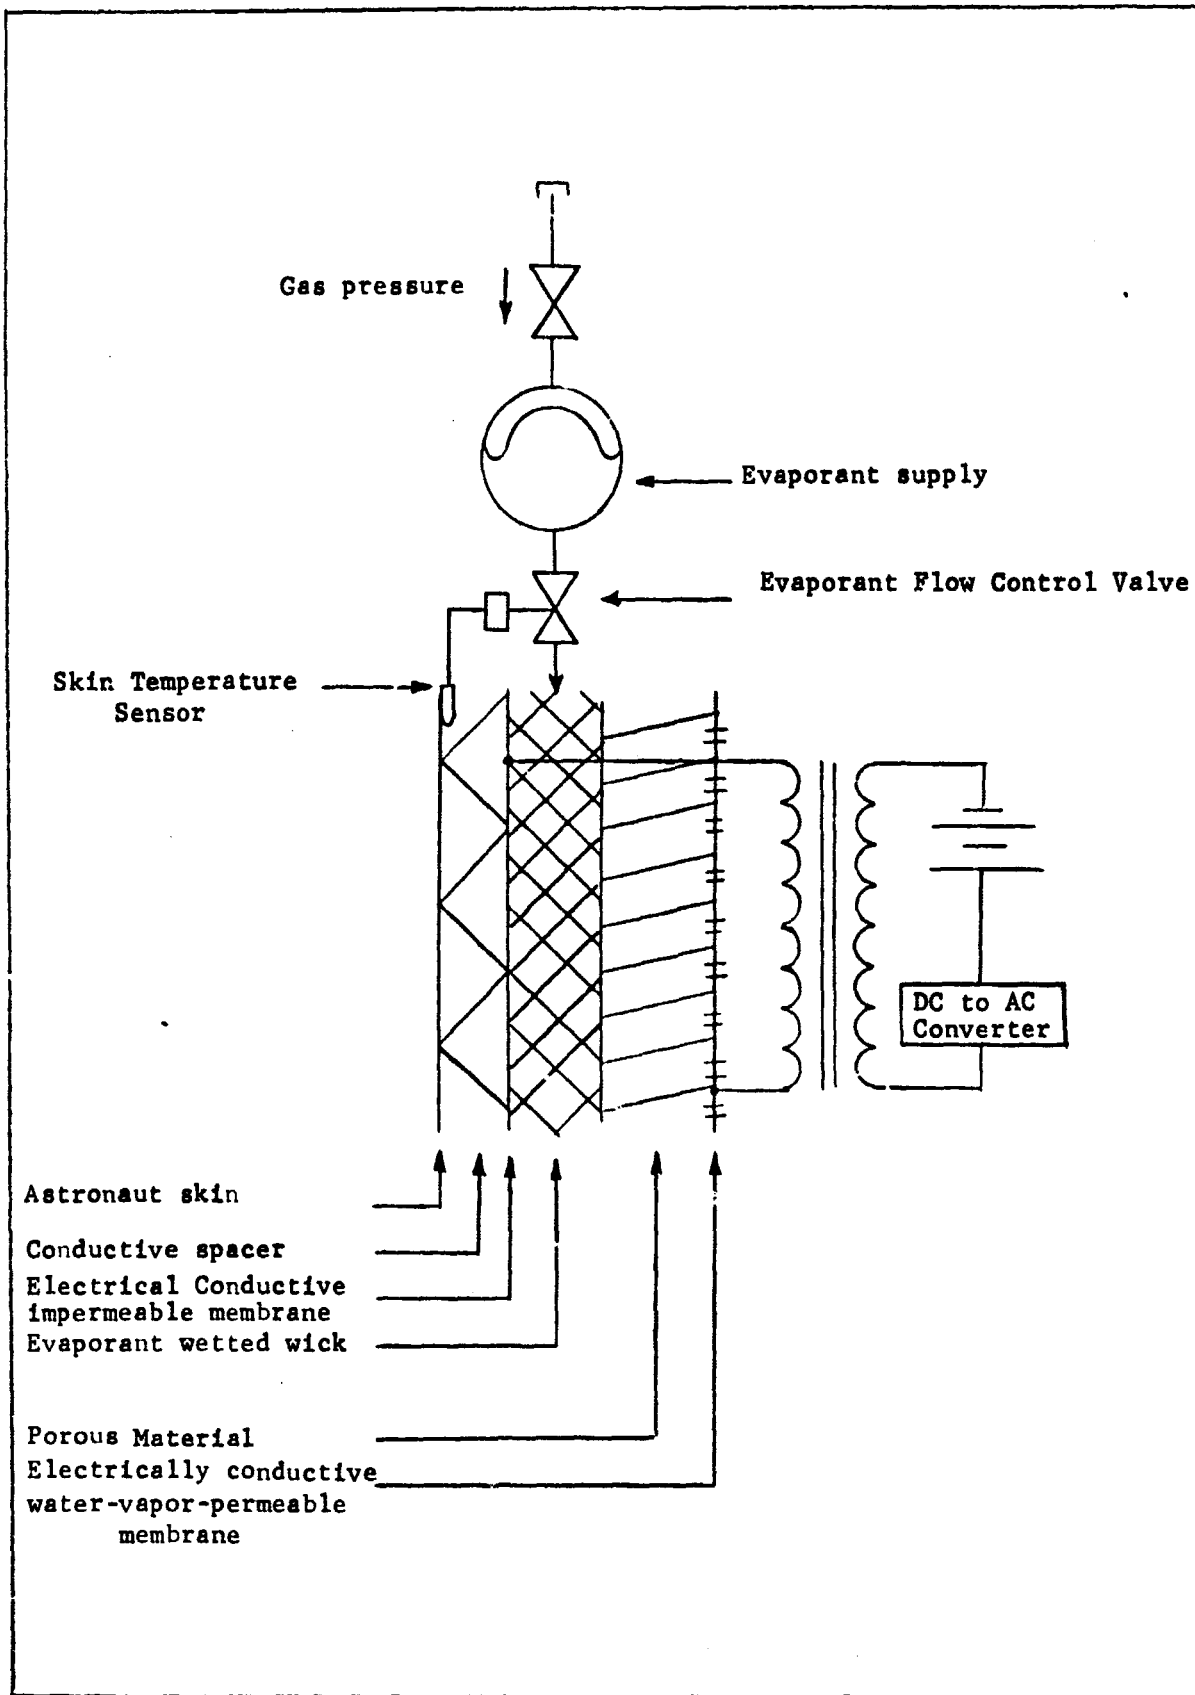 Gas pressure
Evaporant supply
Evaporant Flow Control Valve
Skin Temperature
Sensor
DC to AC
Converter
Astronaut skin
Conductive spacer
Electrical Conductive
impermeable membrane
Evaporant wetted wick
Porous Material
Electrically conductive
water-vapor-permeable
membrane